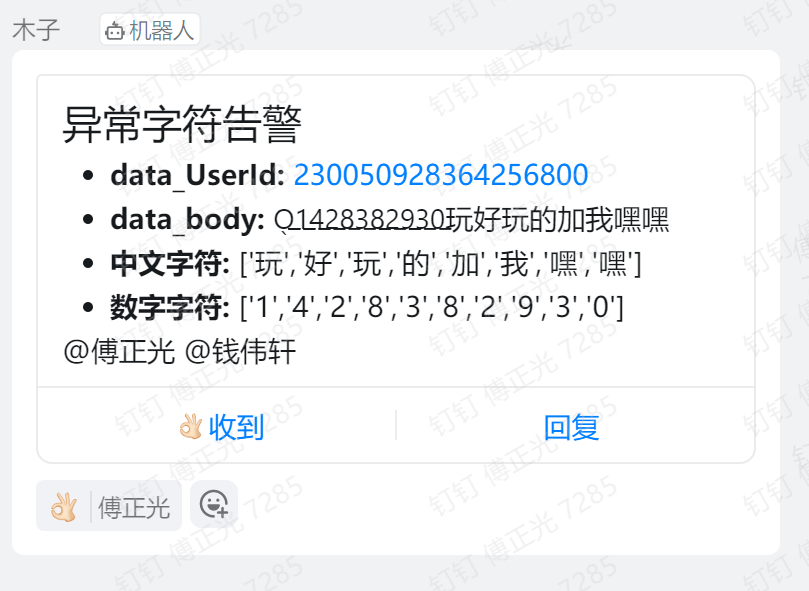 木子 机器人
异常字符告警
data_UserId: 230050928364256800
data_body: Q̖1̲4̲2̲8̲3̲8̲2̲9̲3̲0̲玩好玩的加我嘿嘿
中文字符: ['玩','好','玩','的','加','我','嘿','嘿']
数字字符: ['1','4','2','8','3','8','2','9','3','0']
@傅正光 @钱伟轩
👌🏻收到 回复
👌🏻 傅正光
钉钉 傅正光 7285